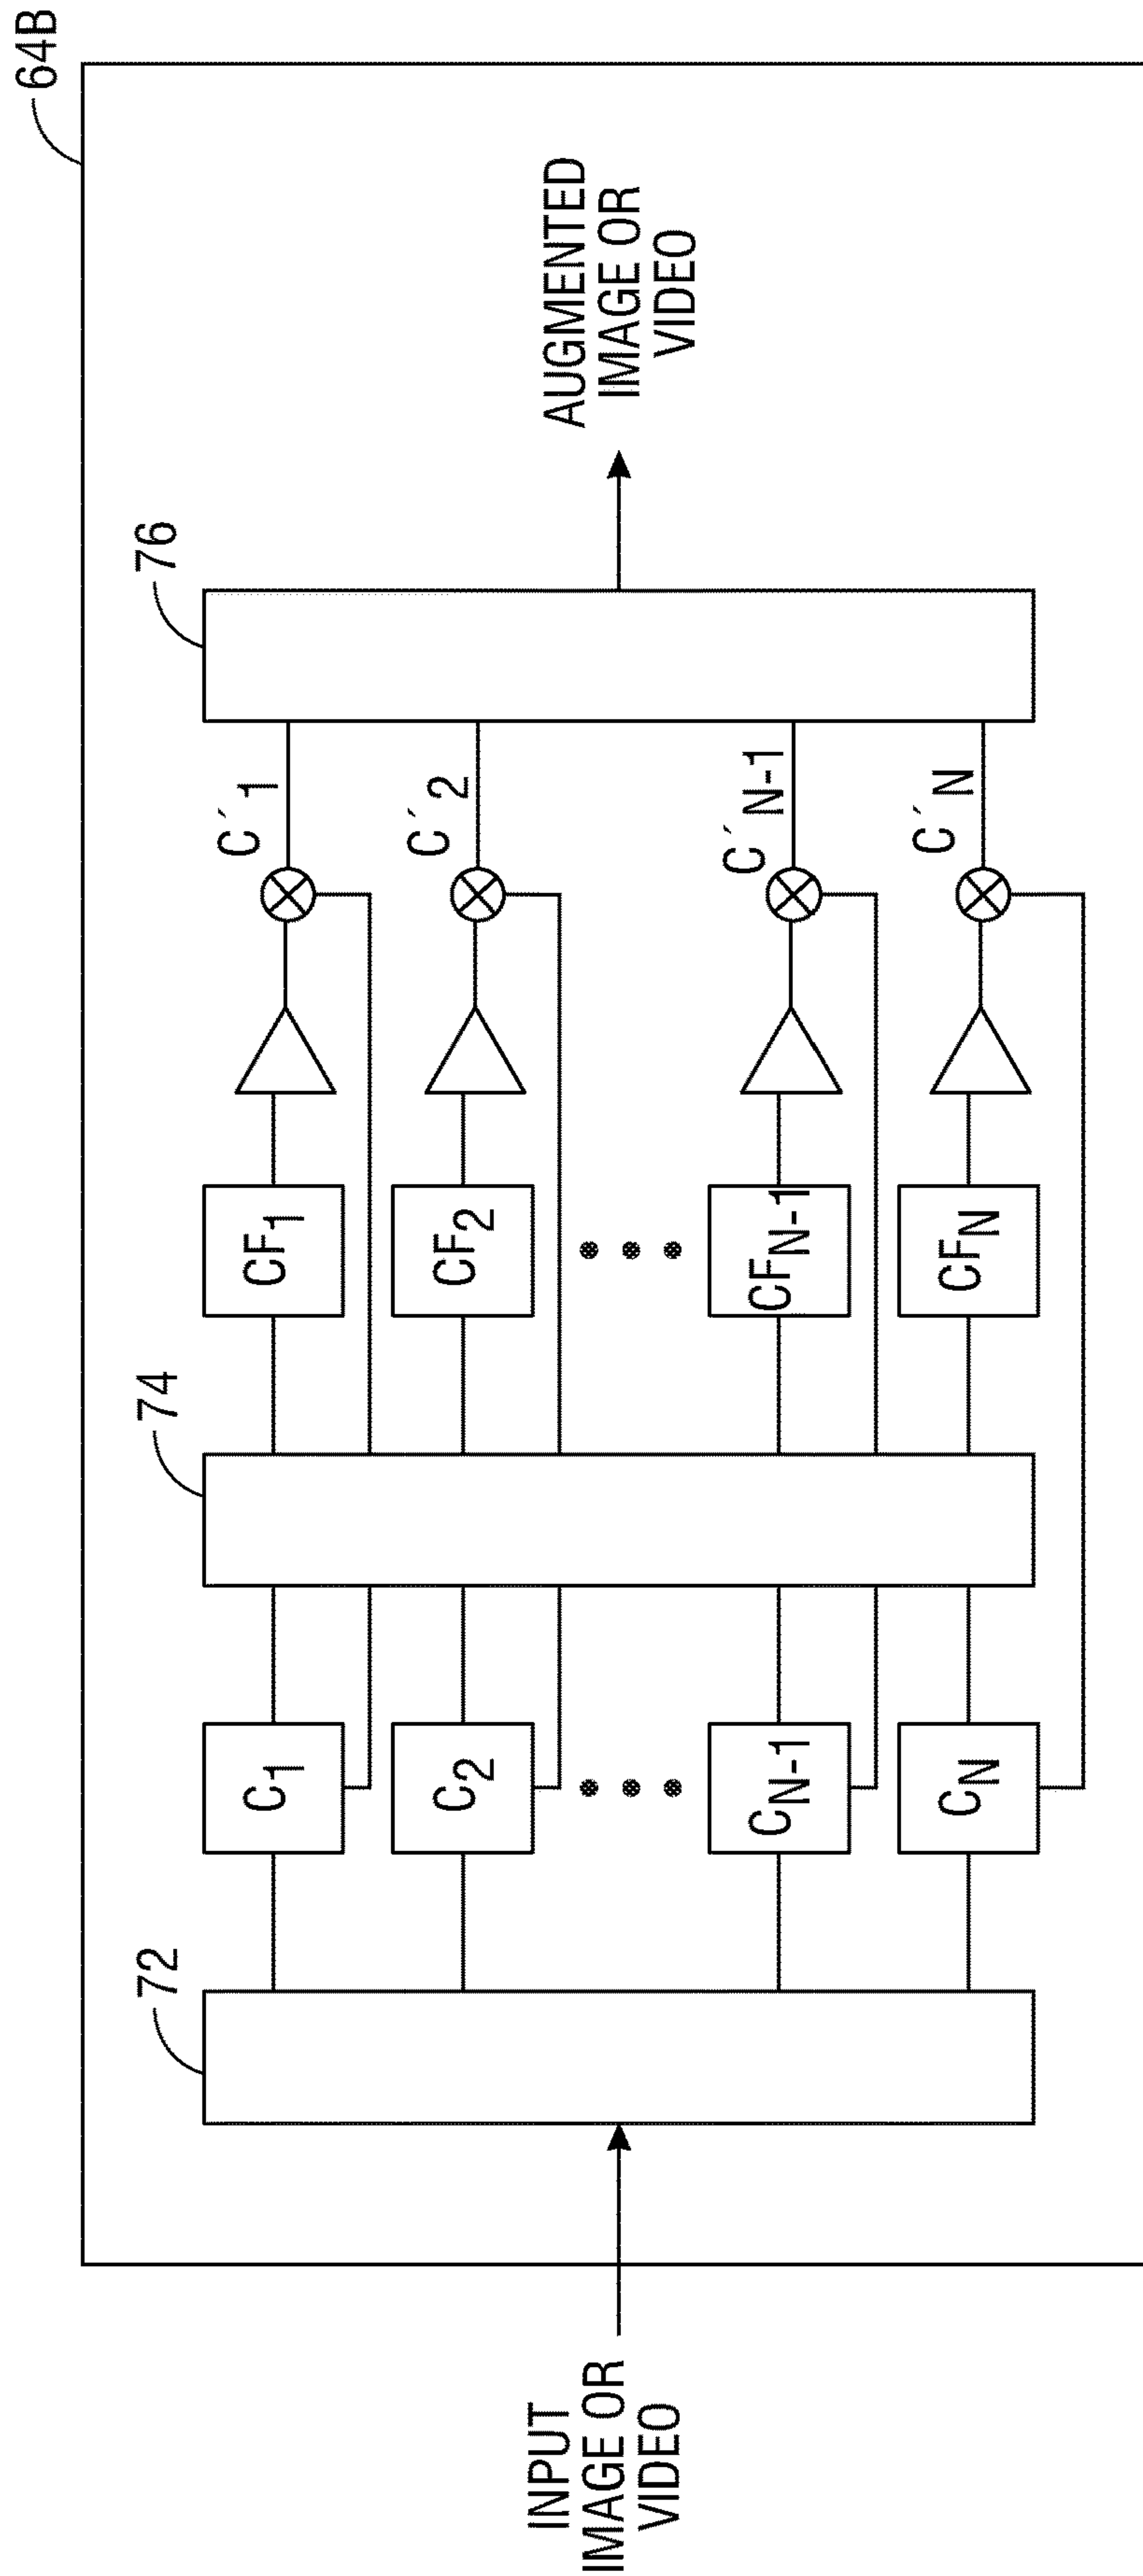 64B
INPUT
IMAGE OR
VIDEO
72
C1
C2
CN-1
CN
74
CF1
CF2
CFN-1
CFN
C´1
C´2
C´N-1
C´N
76
AUGMENTED
IMAGE OR
VIDEO